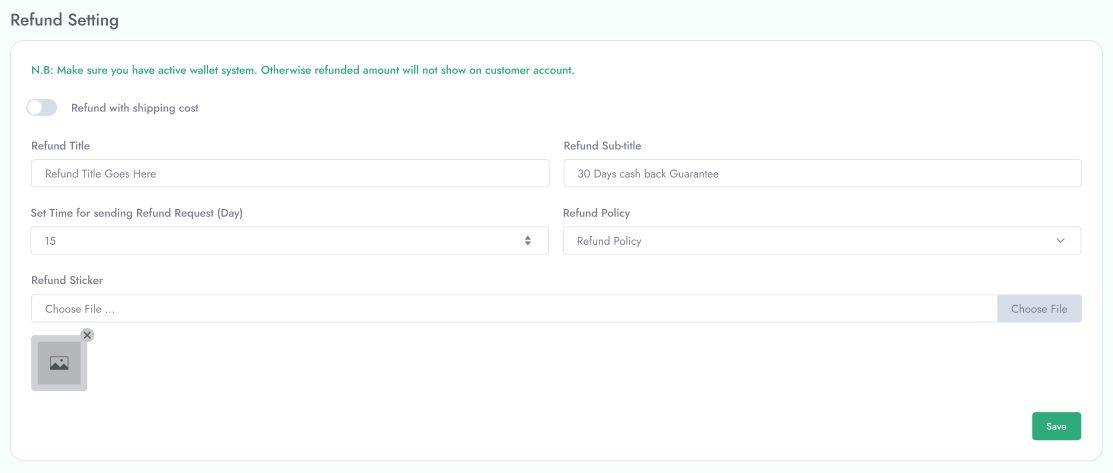 Refund Setting
N.B: Make sure you have active wallet system. Otherwise refunded amount will not show on customer account.
Refund with shipping cost
Refund Title
Refund Sub-title
Refund Title Goes Here
30 Days cash back Guarantee
Set Time for sending Refund Request (Day)
Refund Policy
15
Refund Policy
Refund Sticker
Choose File ...
Choose File
Save